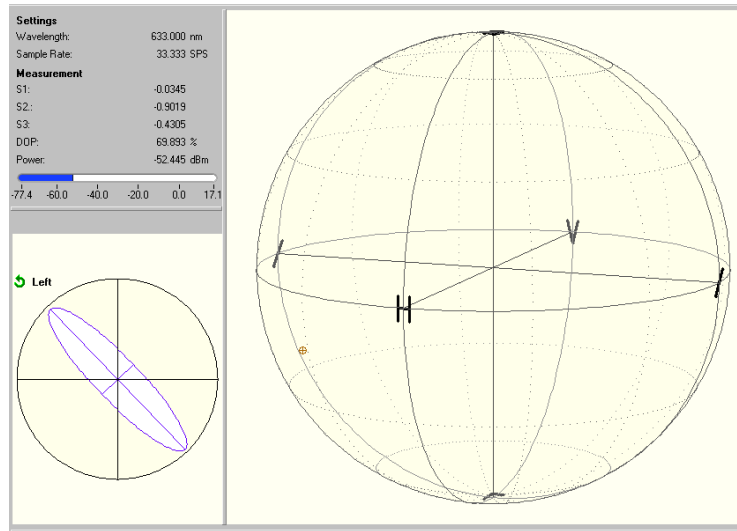 Settings
Wavelength: 633.000 nm
Sample Rate: 33.333 SPS
Measurement
S1: -0.0345
S2.: -0.9019
S3: -0.4305
DOP: 69.893 %
Power: -52.445 dBm
-77.4 -60.0 -40.0 -20.0 0.0 17.1
Left
V
H